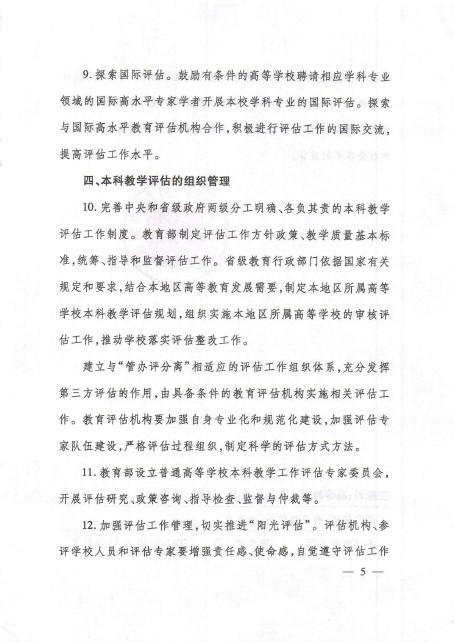 9. 探索国际评估。鼓励有条件的高等学校聘请相应学科专业
领域的国际高水平专家学者开展本校学科专业的国际评估。探索
与国际高水平教育评估机构合作,积极进行评估工作的国际交流,
提高评估工作水平。
四、本科教学评估的组织管理
10. 完善中央和省级政府两级分工明确、各负其责的本科教学
评估工作制度。教育部制定评估工作方针政策、教学质量基本标
准,统筹、指导和监督评估工作。省级教育行政部门依据国家有关
规定和要求,结合本地区高等教育发展需要,制定本地区所属高等
学校本科教学评估规划,组织实施本地区所属高等学校的审核评
估工作,推动学校落实评估整改工作。
建立与“管办评分离”相适应的评估工作组织体系,充分发挥
第三方评估的作用,由具备条件的教育评估机构实施相关评估工
作。教育评估机构要加强自身专业化和规范化建设,加强评估专
家队伍建设,严格评估过程组织,制定科学的评估方式方法。
11. 教育部设立普通高等学校本科教学工作评估专家委员会,
开展评估研究、政策咨询、指导检查、监督与仲裁等。
12. 加强评估工作管理,切实推进“阳光评估”。评估机构、参
评学校人员和评估专家要增强责任感、使命感,自觉遵守评估工作
— 5 —